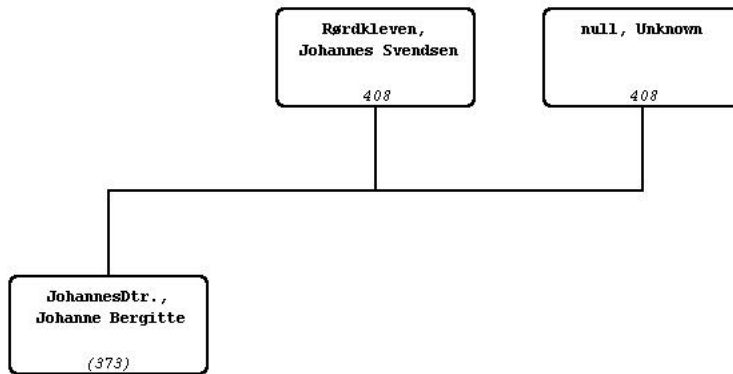 Rørdkleven,
Johannes Svendsen
408
null, Unknown
408
JohannesDtr.,
Johanne Bergitte
(373)